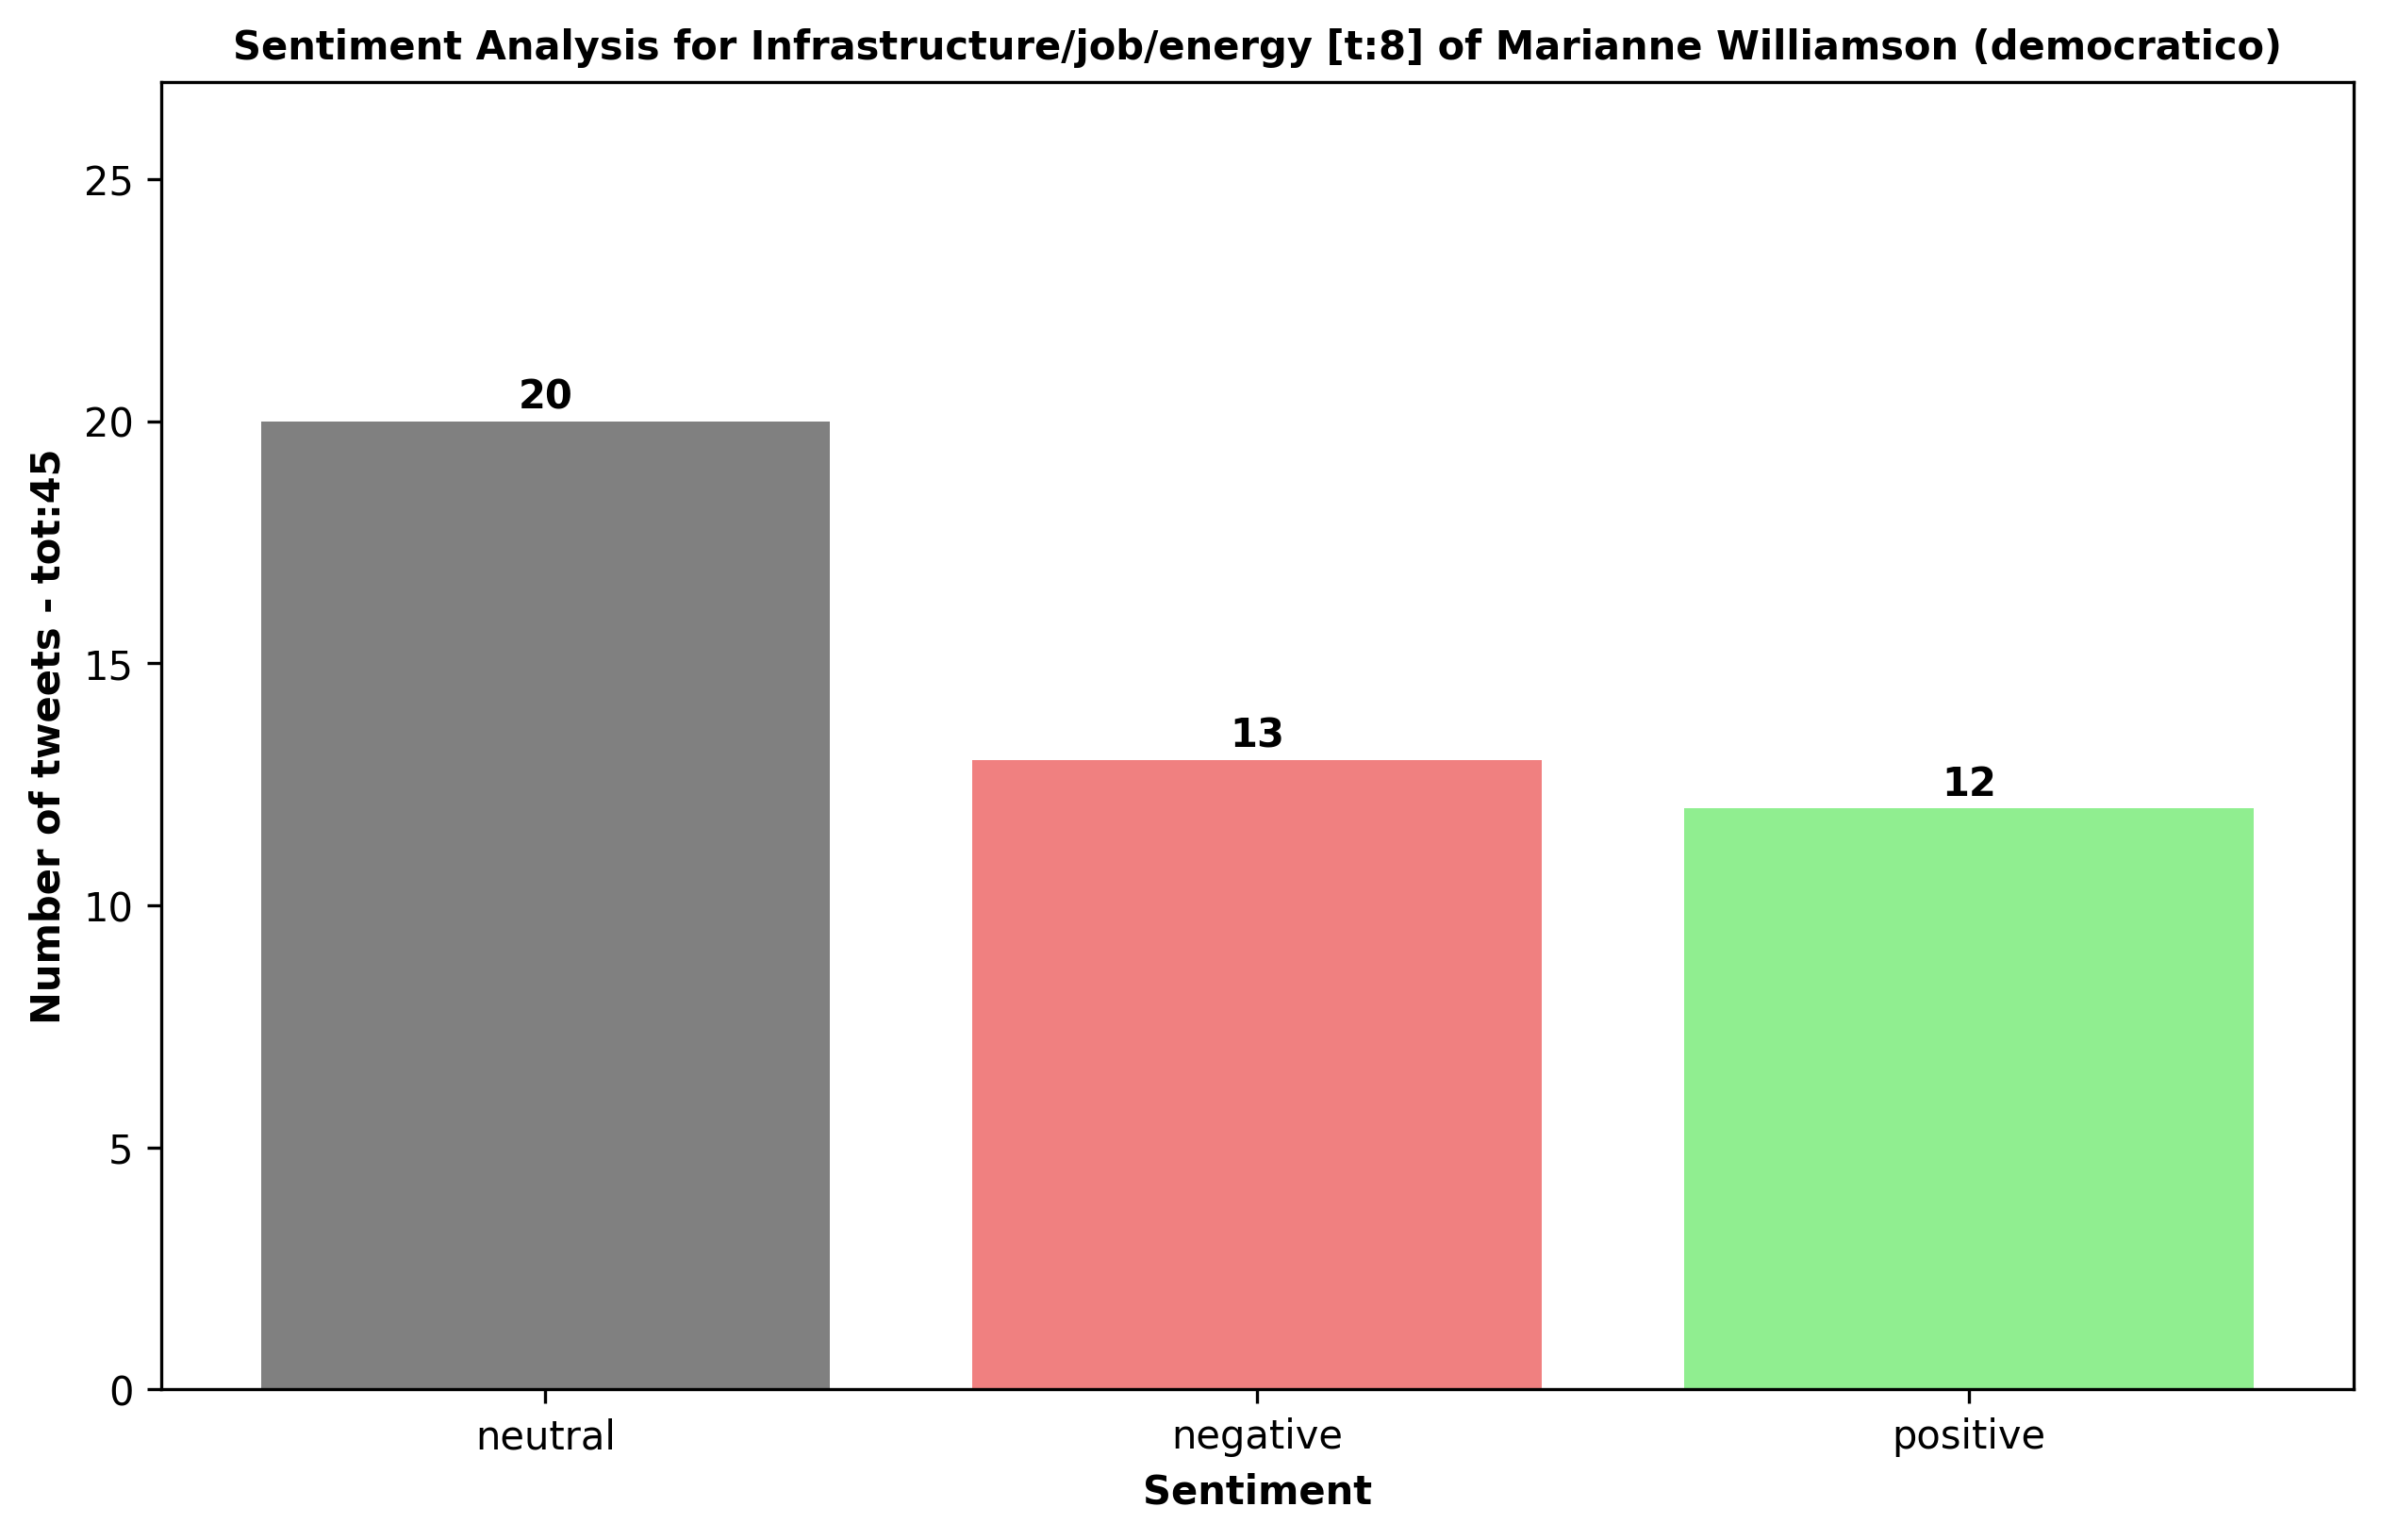 Sentiment Analysis for Infrastructure/job/energy [t:8] of Marianne Williamson (democratico)
Number of tweets - tot:45
25
20
15
10
5
0
20
13
12
neutral
negative
positive
Sentiment